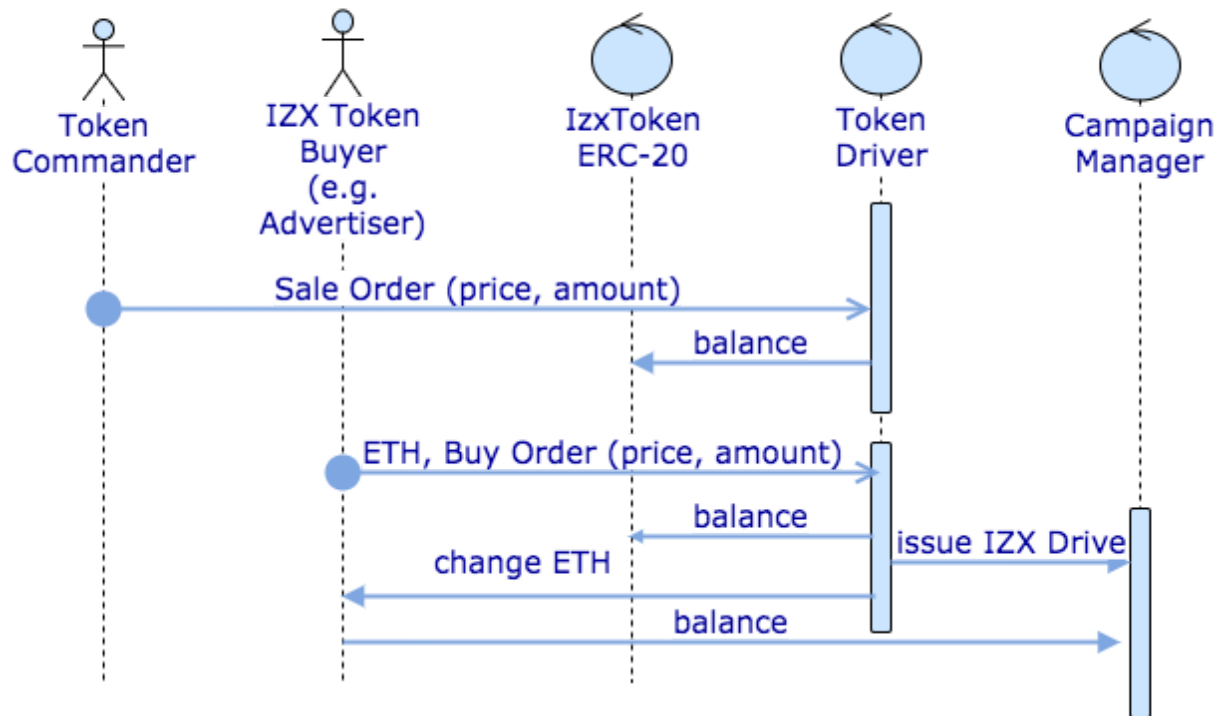 Token
Commander
IZX Token
Buyer
(e.g.
Advertiser)
IzxToken
ERC-20
Token
Driver
Campaign
Manager
Sale Order (price, amount)
balance
ETH, Buy Order (price, amount)
balance
issue IZX Drive
change ETH
balance